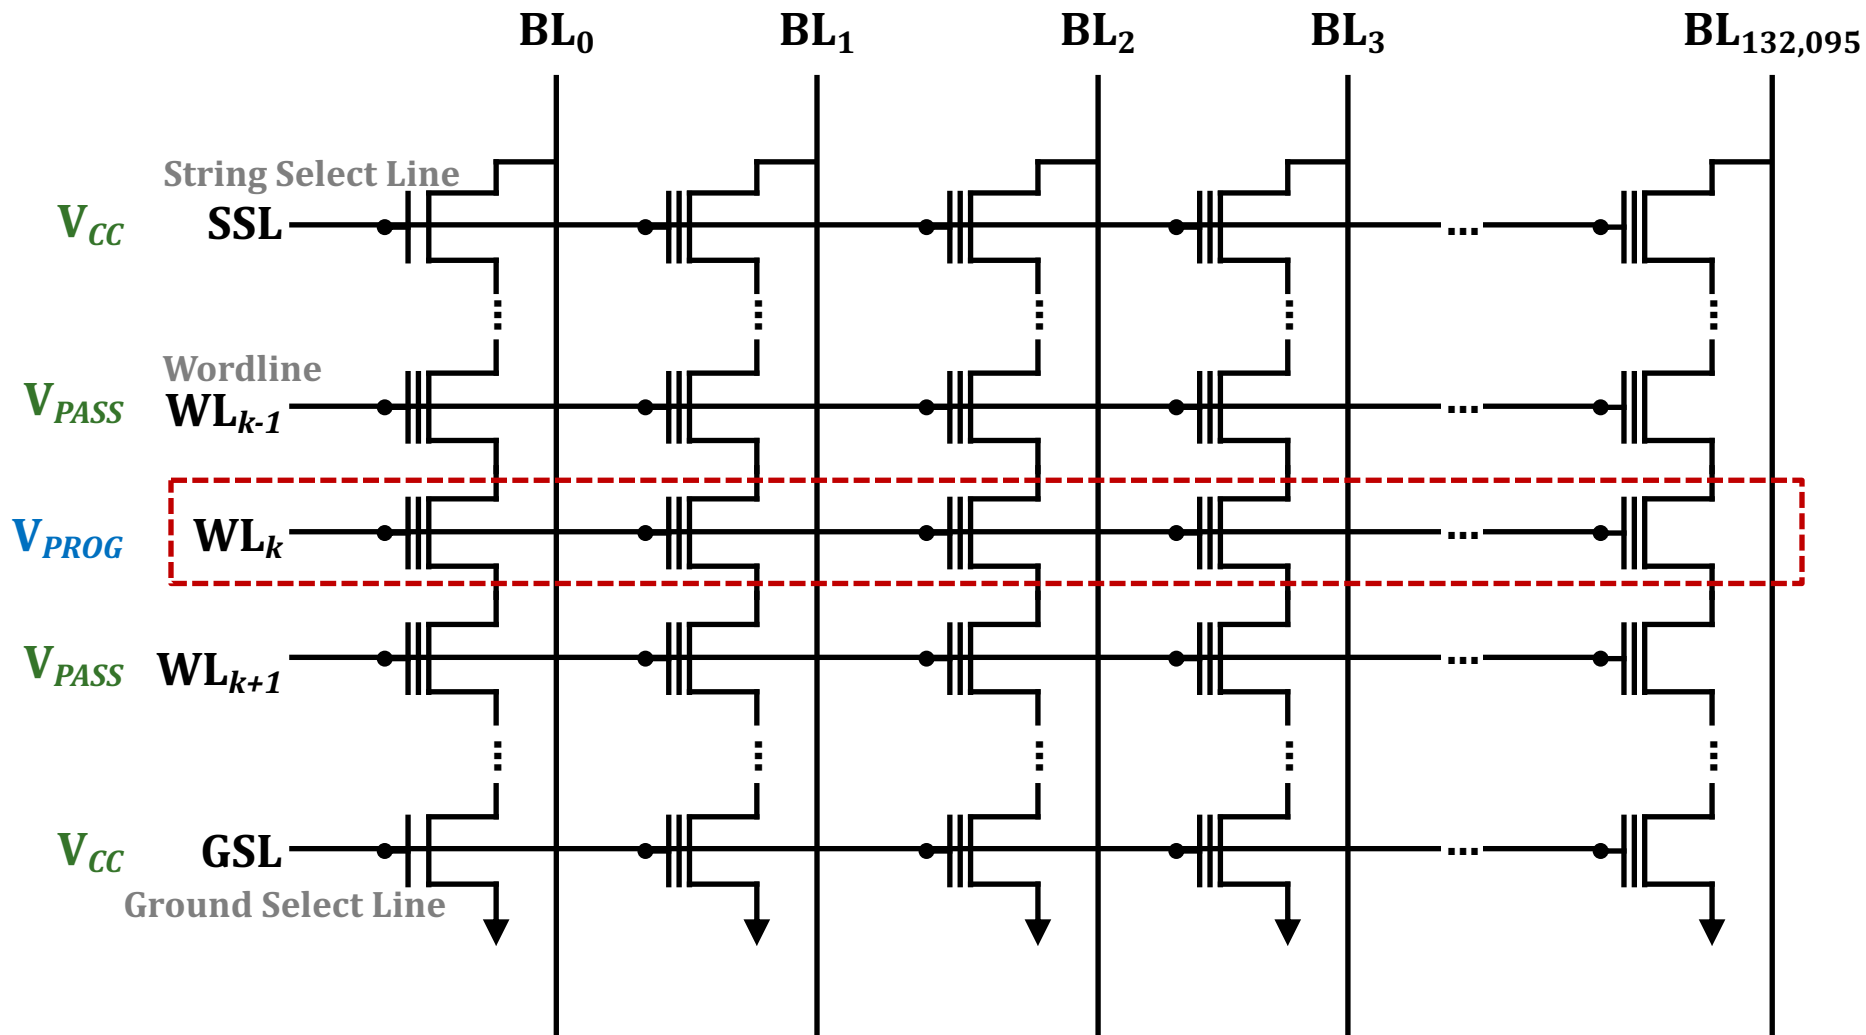 BL0 BL1 BL2 BL3 BL132,095
String Select Line
VCC SSL ...
Wordline
VPASS WLk-1 ...
VPROG WLk ...
VPASS WLk+1 ...
VCC GSL ...
Ground Select Line